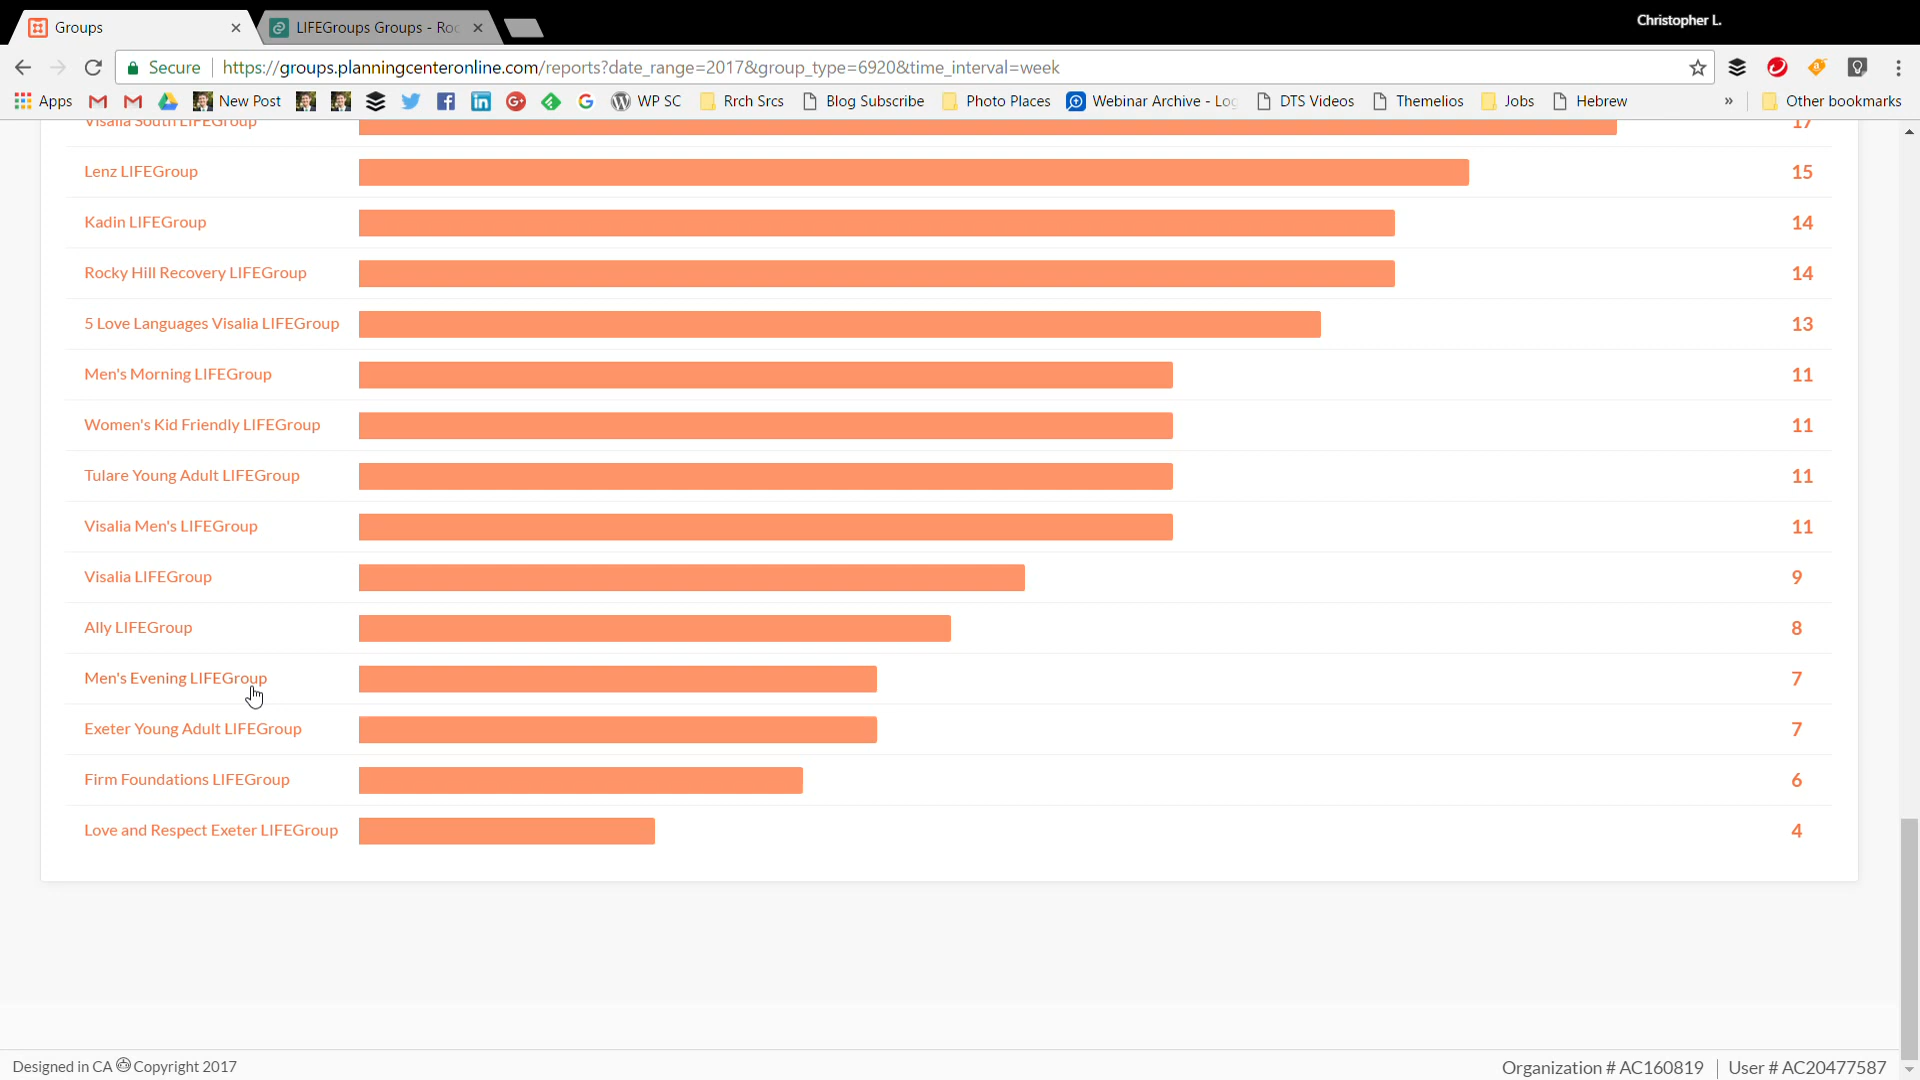 Groups
LIFEGroups Groups - Roc
Christopher L.
Secure
https://groups.planningcenteronline.com/reports?date_range=2017&group_type=6920&time_interval=week
Apps New Post WP SC Rrch Srcs Blog Subscribe Photo Places Webinar Archive - Log DTS Videos Themelios Jobs Hebrew » Other bookmarks
Visalia South LIFEGroup 17
Lenz LIFEGroup 15
Kadin LIFEGroup 14
Rocky Hill Recovery LIFEGroup 14
5 Love Languages Visalia LIFEGroup 13
Men's Morning LIFEGroup 11
Women's Kid Friendly LIFEGroup 11
Tulare Young Adult LIFEGroup 11
Visalia Men's LIFEGroup 11
Visalia LIFEGroup 9
Ally LIFEGroup 8
Men's Evening LIFEGroup 7
Exeter Young Adult LIFEGroup 7
Firm Foundations LIFEGroup 6
Love and Respect Exeter LIFEGroup 4
Designed in CA Copyright 2017
Organization # AC160819 | User # AC20477587